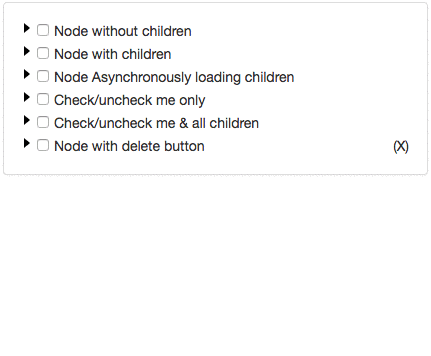 Node without children
Node with children
Node Asynchronously loading children
Check/uncheck me only
Check/uncheck me & all children
Node with delete button (X)